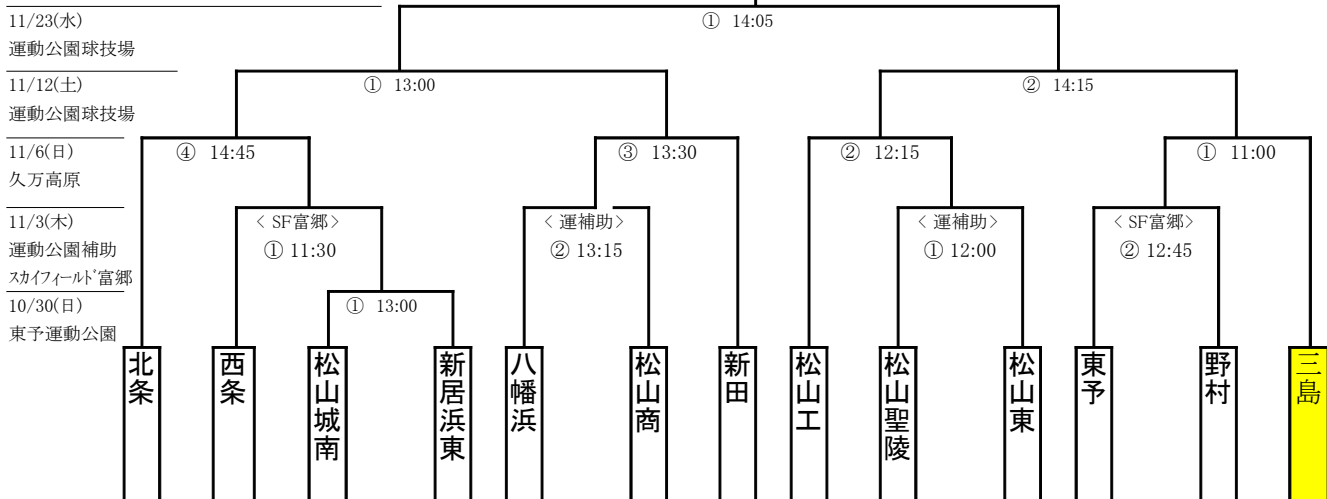 11/23(水)
運動公園球技場
① 14:05
11/12(土)
運動公園球技場
① 13:00
② 14:15
11/6(日)
久万高原
④ 14:45
③ 13:30
② 12:15
① 11:00
11/3(木)
運動公園補助
スカイフィールド富郷
< SF富郷>
① 11:30
< 運補助>
② 13:15
< 運補助>
① 12:00
< SF富郷>
② 12:45
10/30(日)
東予運動公園
① 13:00
北条
西条
松山城南
新居浜東
八幡浜
松山商
新田
松山工
松山聖陵
松山東
東予
野村
三島